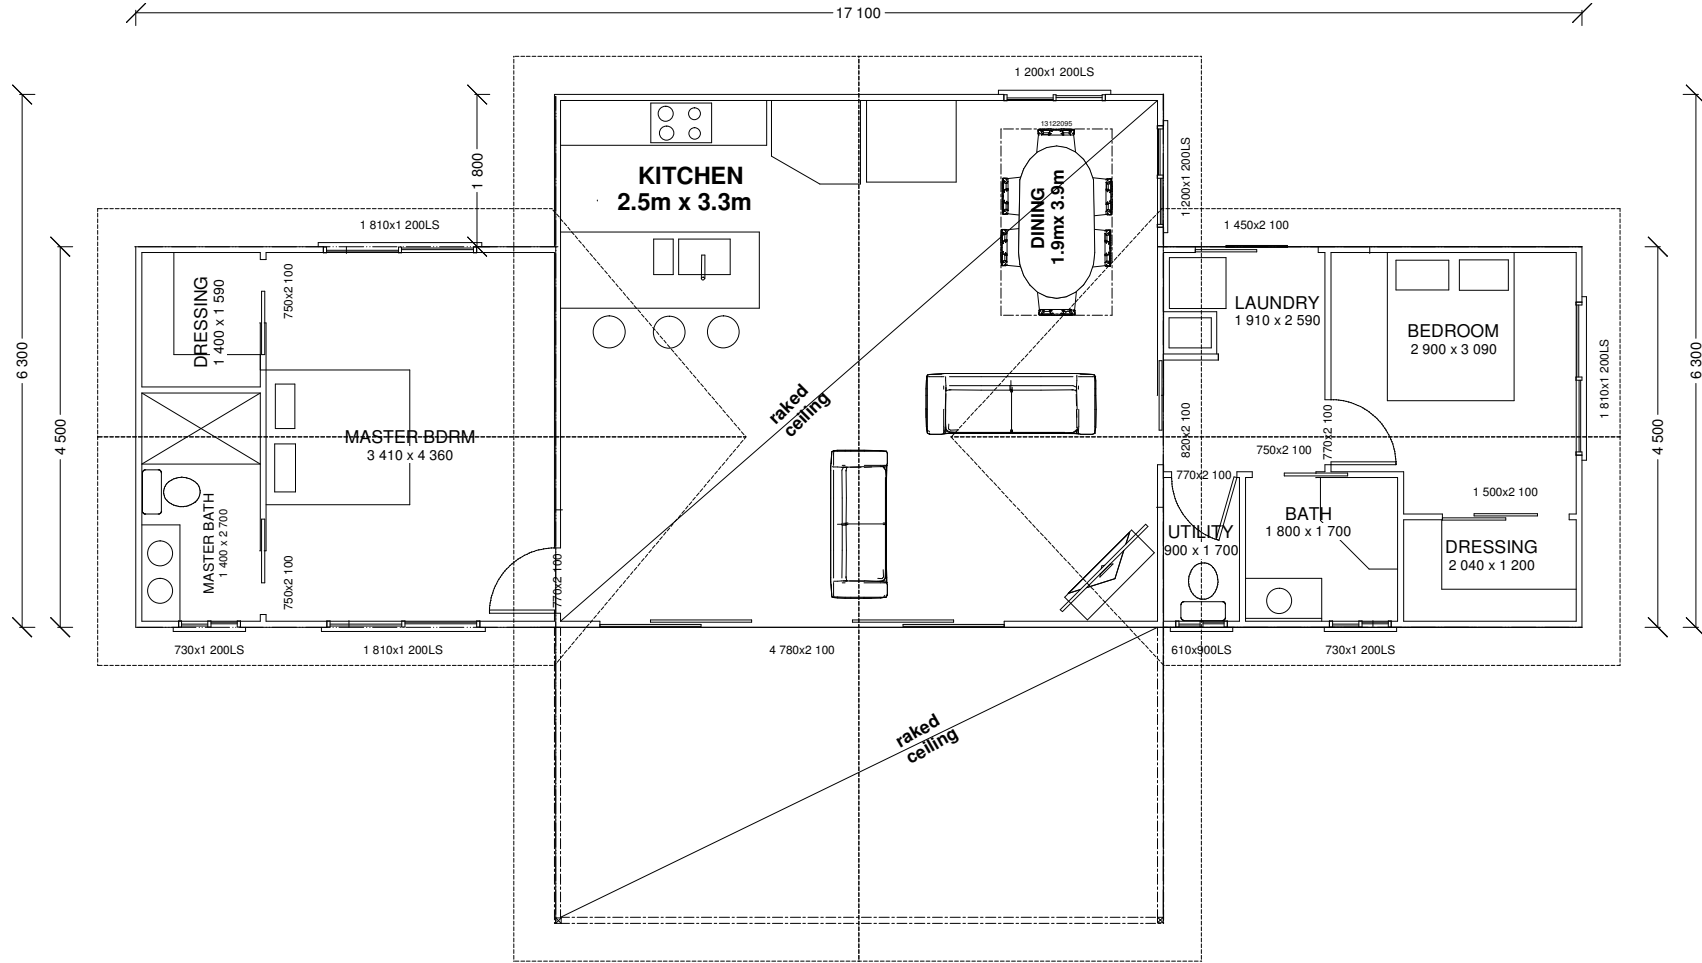 17 100
1 200x1 200LS
13122095
1 800
KITCHEN
2.5m x 3.3m
DINING
1.9mx 3.9m
1 200x1 200LS
1 810x1 200LS
1 450x2 100
DRESSING
1 400 x 1 590
750x2 100
LAUNDRY
1 910 x 2 590
BEDROOM
2 900 x 3 090
6 300
6 300
1 810x1 200LS
raked
ceiling
4 500
MASTER BDRM
3 410 x 4 360
820x2 100
750x2 100
770x2 100
4 500
770x2 100
1 500x2 100
MASTER BATH
1 400 x 2 700
UTILITY
900 x 1 700
BATH
1 800 x 1 700
DRESSING
2 040 x 1 200
750x2 100
770x2 100
730x1 200LS
1 810x1 200LS
4 780x2 100
610x900LS
730x1 200LS
raked
ceiling